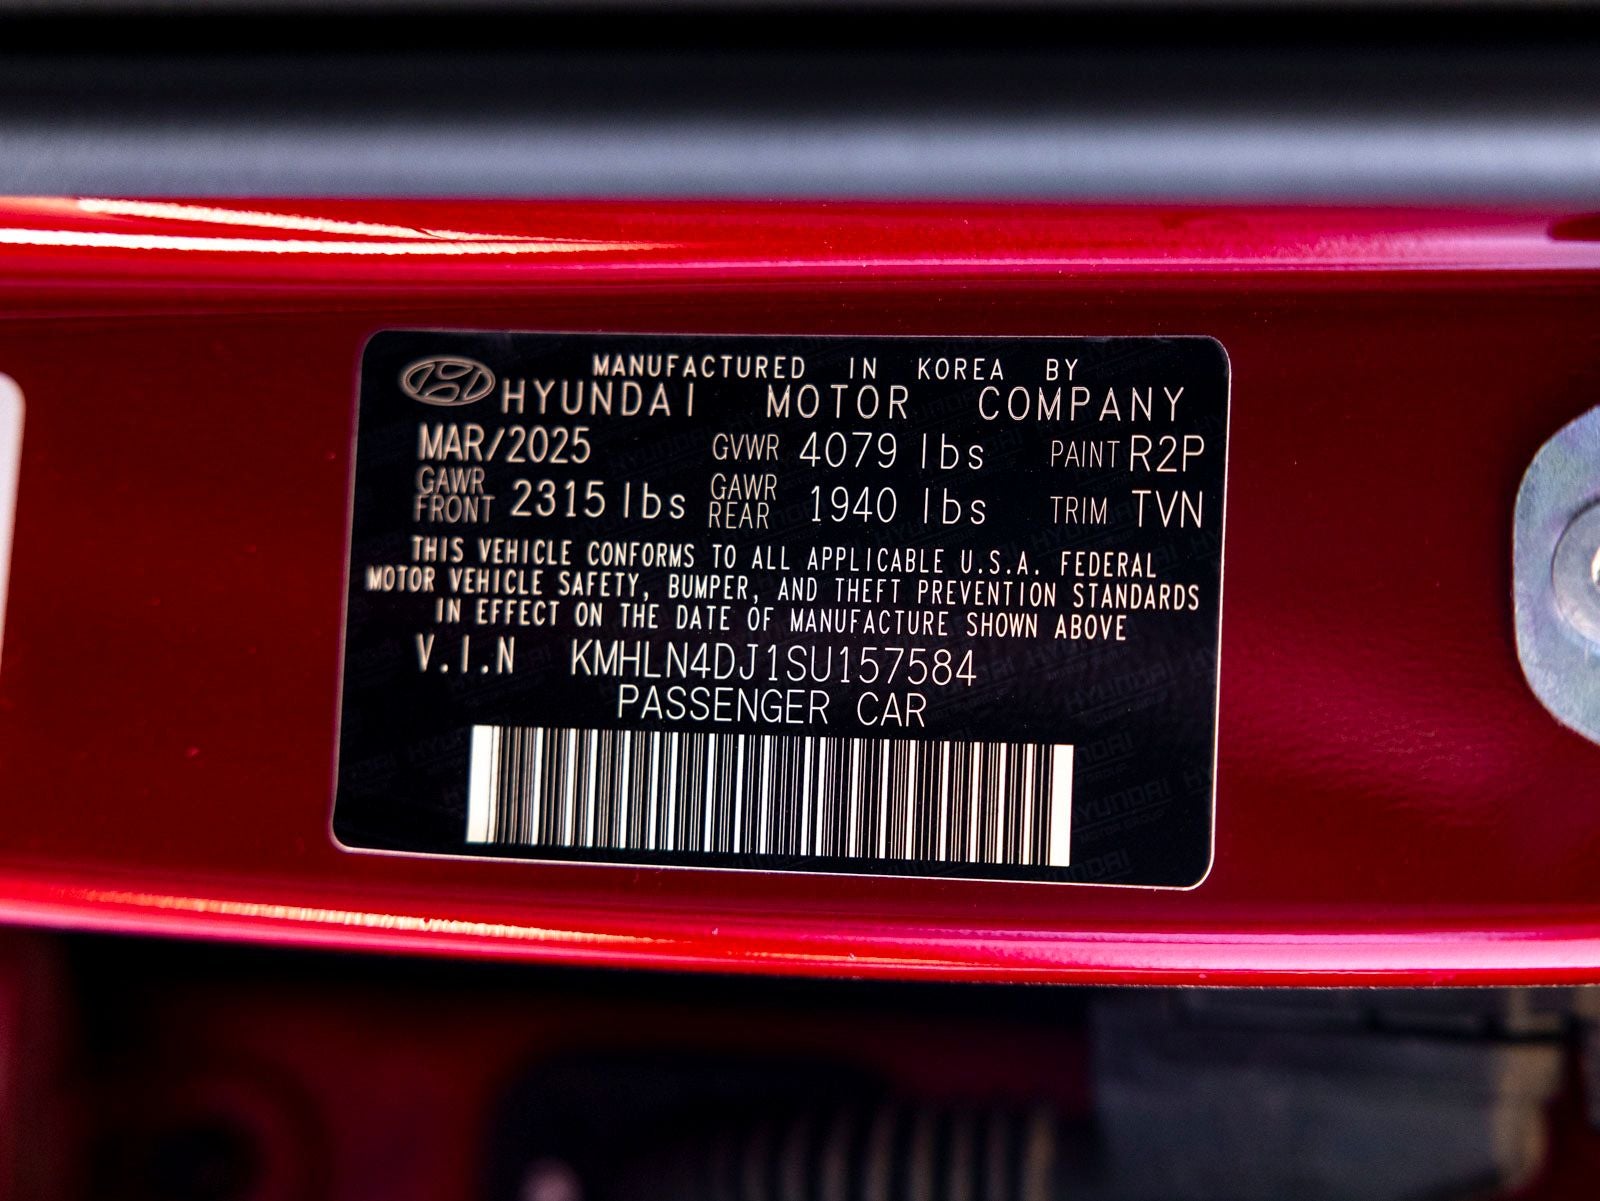 MANUFACTURED IN KOREA BY
HYUNDAI MOTOR COMPANY
MAR/2025 GVWR 4079 lbs PAINT R2P
GAWR FRONT 2315 lbs GAWR REAR 1940 lbs TRIM TVN
THIS VEHICLE CONFORMS TO ALL APPLICABLE U.S.A. FEDERAL
MOTOR VEHICLE SAFETY, BUMPER, AND THEFT PREVENTION STANDARDS
IN EFFECT ON THE DATE OF MANUFACTURE SHOWN ABOVE
V.I.N KMHLN4DJ1SU157584
PASSENGER CAR